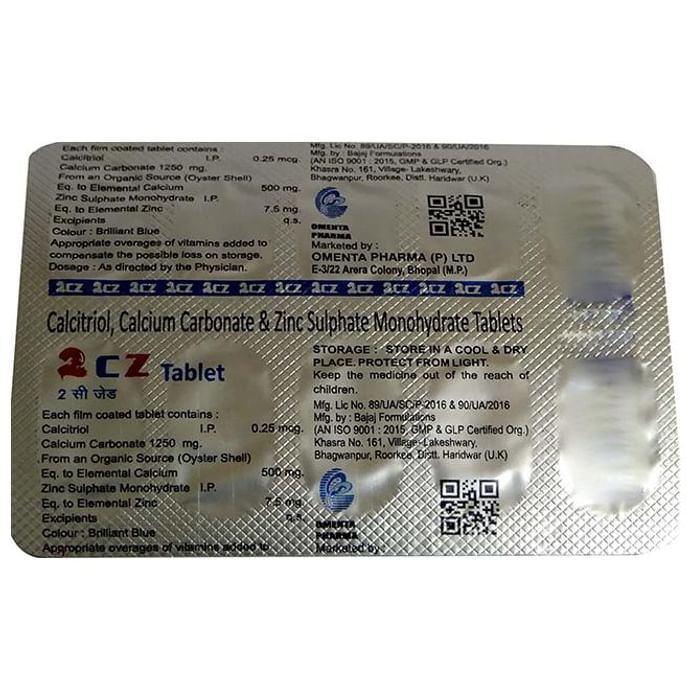 Each film coated tablet contains :
Calcitriol I.P. 0.25 mcg.
Calcium Carbonate 1250 mg.
From an Organic Source (Oyster Shell)
Eq. to Elemental Calcium 500 mg.
Zinc Sulphate Monohydrate I.P.
Eq. to Elemental Zinc 7.5 mg.
Excipients q.s.
Colour : Brilliant Blue
Appropriate overages of vitamins added to
compensate the possible loss on storage.
Dosage : As directed by the Physician.
Mfg. Lic No. 89/UA/SC/P-2016 & 90/UA/2016
Mfg. by : Bajaj Formulations
(AN ISO 9001 : 2015, GMP & GLP Certified Org.)
Khasra No. 161, Village- Lakeshwary,
Bhagwanpur, Roorkee, Distt. Haridwar (U.K)
OMENTA
PHARMA
Marketed by :
OMENTA PHARMA (P) LTD
E-3/22 Arera Colony, Bhopal (M.P.)
2CZ 2CZ 2CZ 2CZ 2CZ 2CZ 2CZ 2CZ 2CZ
Calcitriol, Calcium Carbonate & Zinc Sulphate Monohydrate Tablets
2CZ Tablet
2 सी जेड
Each film coated tablet contains :
Calcitriol I.P. 0.25 mcg.
Calcium Carbonate 1250 mg.
From an Organic Source (Oyster Shell)
Eq. to Elemental Calcium 500 mg.
Zinc Sulphate Monohydrate I.P.
Eq. to Elemental Zinc 7.5 mg.
Excipients q.s.
Colour : Brilliant Blue
Appropriate overages of vitamins added to
STORAGE : STORE IN A COOL & DRY
PLACE. PROTECT FROM LIGHT.
Keep the medicine out of the reach of
children.
Mfg. Lic No. 89/UA/SC/P-2016 & 90/UA/2016
Mfg. by : Bajaj Formulations
(AN ISO 9001 : 2015, GMP & GLP Certified Org.)
Khasra No. 161, Village- Lakeshwary,
Bhagwanpur, Roorkee, Distt. Haridwar (U.K)
OMENTA
PHARMA
Marketed by :